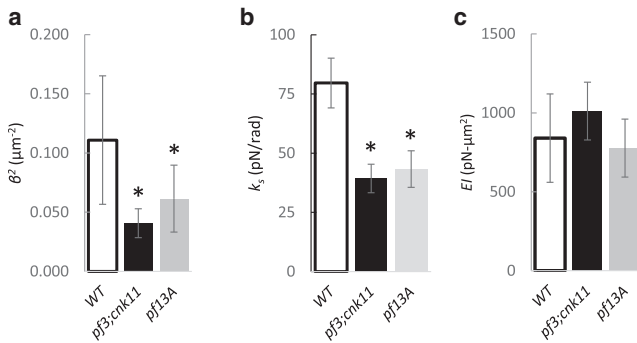 a
0.200
0.150
0.100
0.050
0.000
β² (μm⁻²)
*
*
WT
pf3;cnk11
pf13A
b
100
75
50
25
0
kₛ (pN/rad)
*
*
WT
pf3;cnk11
pf13A
c
1500
1000
500
0
EI (pN-μm²)
WT
pf3;cnk11
pf13A